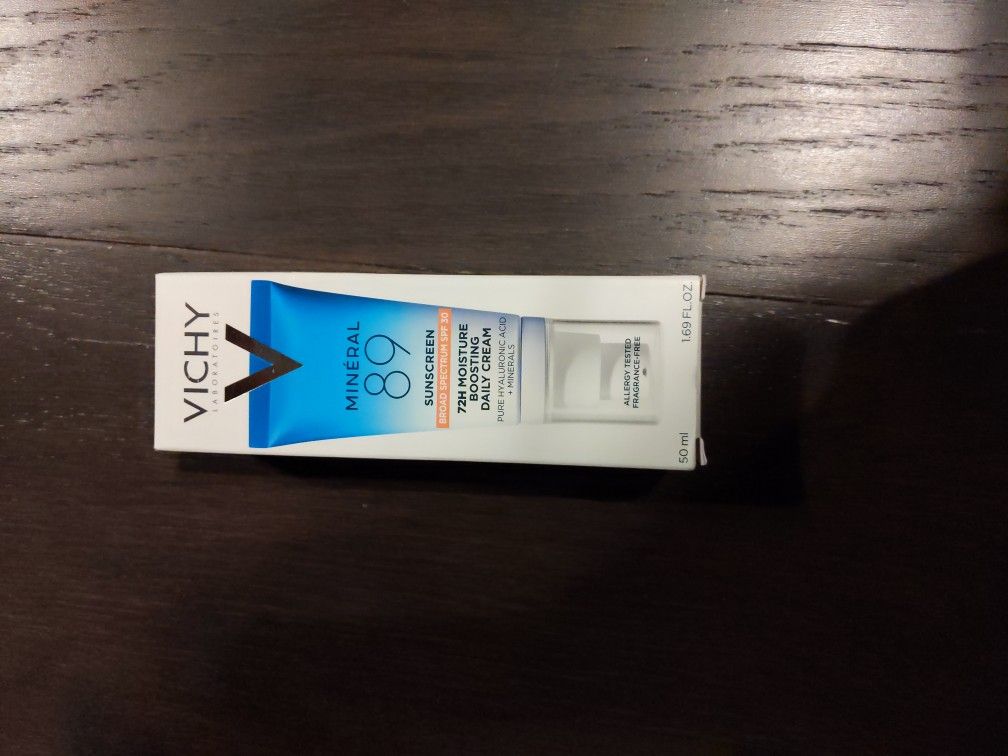 VICHY
LABORATOIRES
MINÉRAL
89
SUNSCREEN
BROAD SPECTRUM SPF 30
72H MOISTURE
BOOSTING
DAILY CREAM
PURE HYALURONIC ACID
+ MINERALS
ALLERGY TESTED
FRAGRANCE-FREE
50 ml
1.69 FL.OZ.